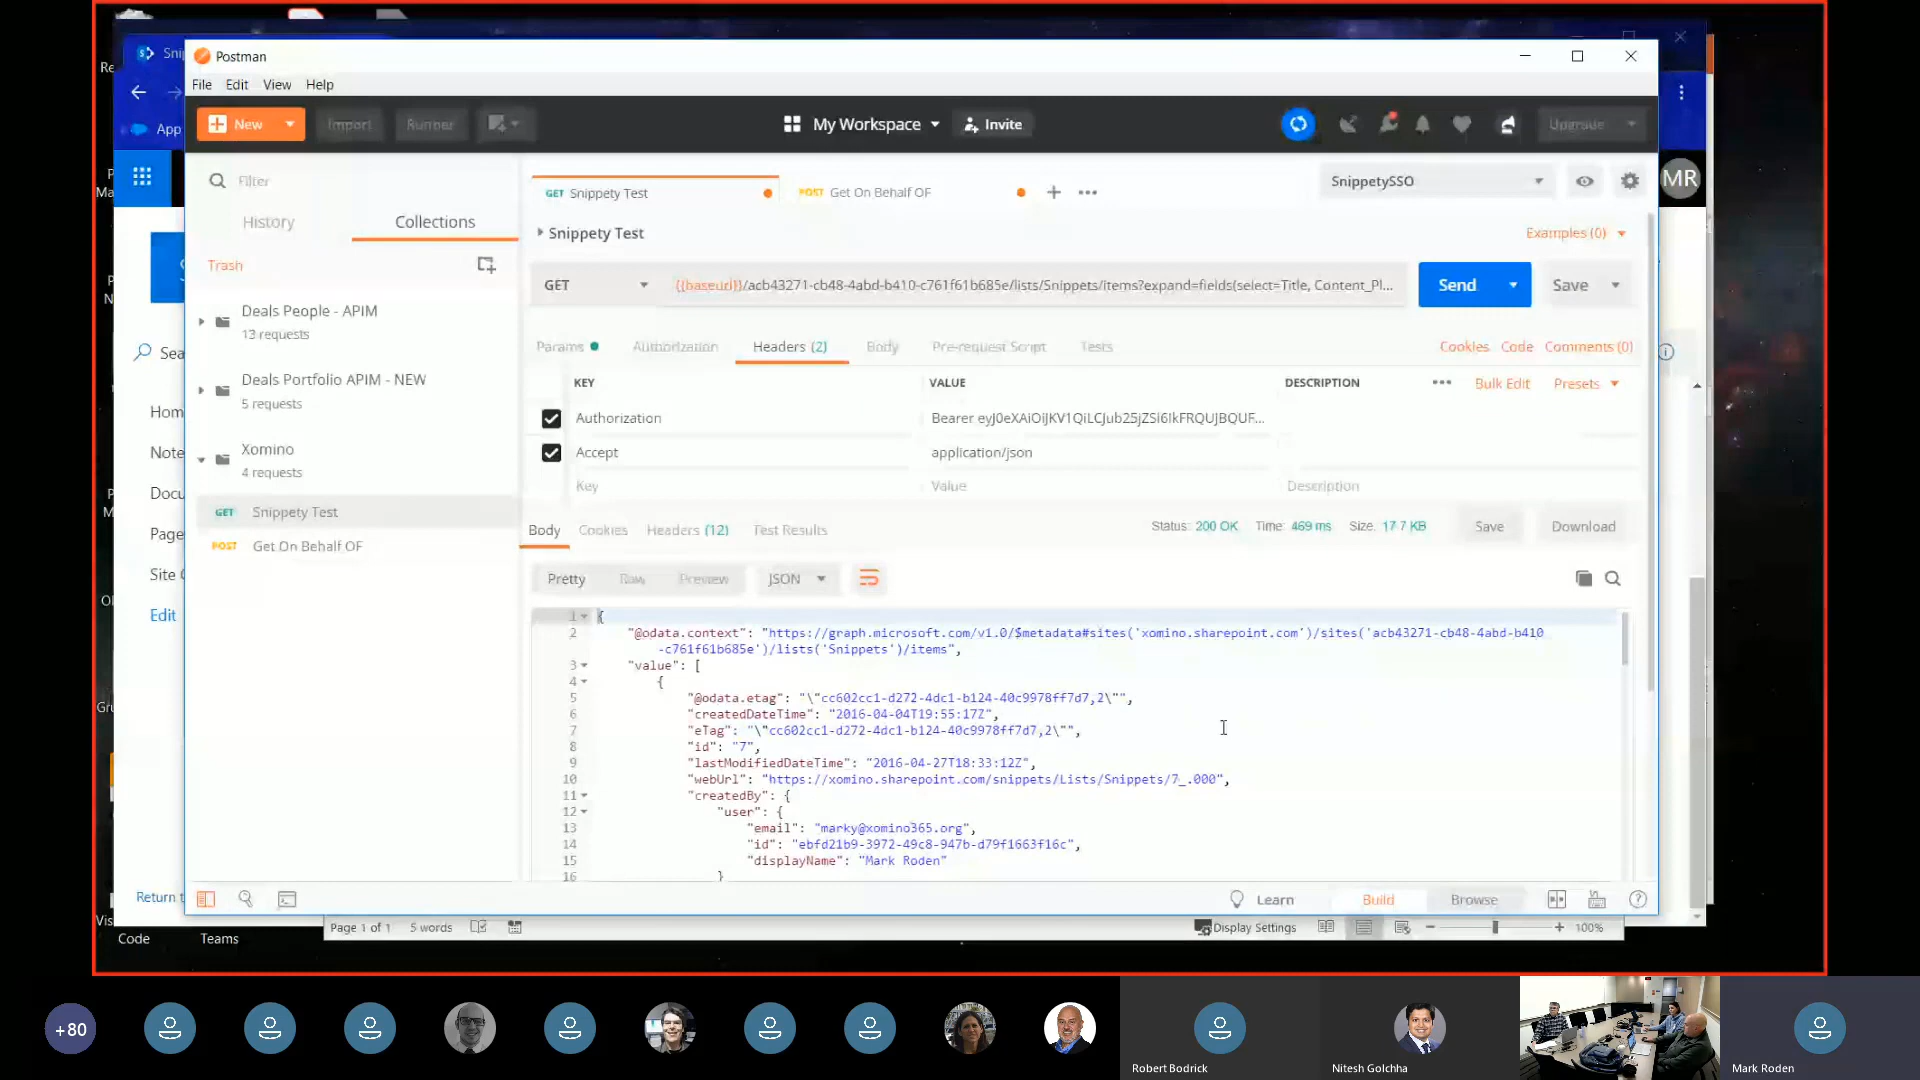 Postman
File Edit View Help
New Import Runner My Workspace Invite Upgrade
App
Filter
History Collections
Trash
Deals People - APIM
13 requests
Deals Portfolio APIM - NEW
5 requests
Xomino
4 requests
GET Snippety Test
POST Get On Behalf OF
Edit
GET Snippety Test POST Get On Behalf OF SnippetySSO MR
Snippety Test Examples (0)
GET {{baseurl}}/acb43271-cb48-4abd-b410-c761f61b685e/lists/Snippets/items?expand=fields(select=Title, Content_Pl... Send Save
Params Authorization Headers (2) Body Pre-request Script Tests Cookies Code Comments (0)
KEY VALUE DESCRIPTION Bulk Edit Presets
Authorization Bearer eyJ0eXAiOiJKV1QiLCJub25jZSI6IkFRQUJBQUF...
Accept application/json
Key Value Description
Body Cookies Headers (12) Test Results Status: 200 OK Time: 469 ms Size: 17.7 KB Save Download
Pretty Raw Preview JSON
1 {
2 "@odata.context": "https://graph.microsoft.com/v1.0/$metadata#sites('xomino.sharepoint.com')/sites('acb43271-cb48-4abd-b410
-c761f61b685e')/lists('Snippets')/items",
3 "value": [
4 {
5 "@odata.etag": "\"cc602cc1-d272-4dc1-b124-40c9978ff7d7,2\"",
6 "createdDateTime": "2016-04-04T19:55:17Z",
7 "eTag": "\"cc602cc1-d272-4dc1-b124-40c9978ff7d7,2\"",
8 "id": "7",
9 "lastModifiedDateTime": "2016-04-27T18:33:12Z",
10 "webUrl": "https://xomino.sharepoint.com/snippets/Lists/Snippets/7_.000",
11 "createdBy": {
12 "user": {
13 "email": "marky@xomino365.org",
14 "id": "ebfd21b9-3972-49c8-947b-d79f1663f16c",
15 "displayName": "Mark Roden"
16 }
Learn Build Browse
Page 1 of 1 5 words Display Settings 100%
Code Teams
+80
Robert Bodrick Nitesh Golchha Mark Roden